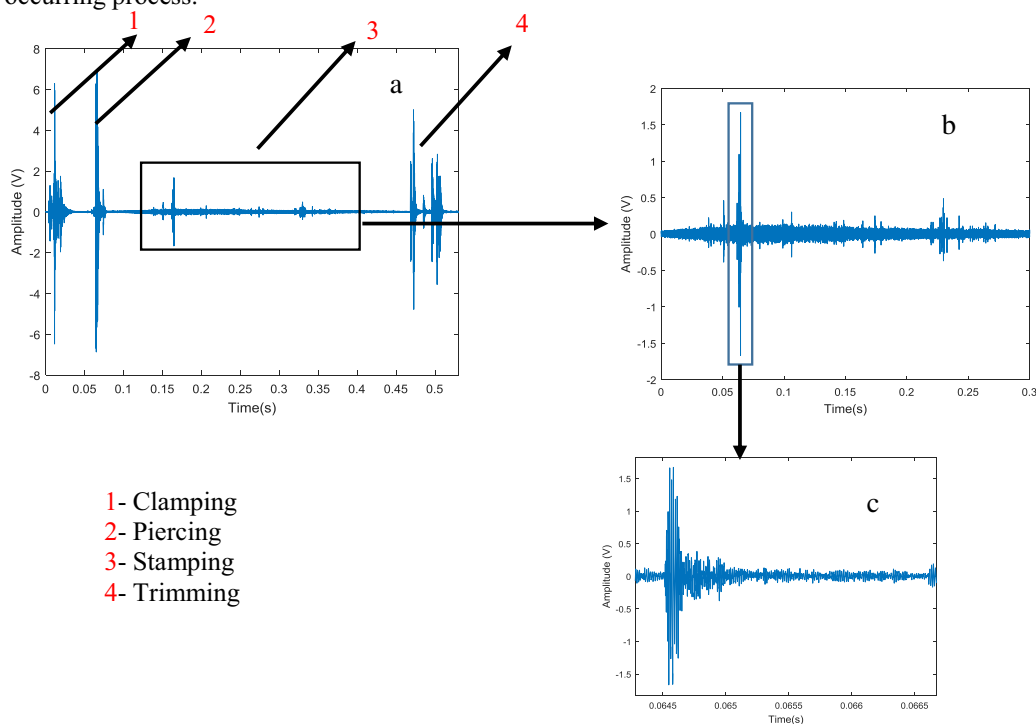 occurring process.
1
2
3
4
a
8
6
4
2
0
-2
-4
-6
-8
Amplitude (V)
0 0.05 0.1 0.15 0.2 0.25 0.3 0.35 0.4 0.45 0.5
Time(s)
b
2
1.5
1
0.5
0
-0.5
-1
-1.5
-2
Amplitude (V)
0 0.05 0.1 0.15 0.2 0.25 0.3
Time(s)
1- Clamping
2- Piercing
3- Stamping
4- Trimming
c
1.5
1
0.5
0
-0.5
-1
-1.5
Amplitude (V)
0.0645 0.065 0.0655 0.066 0.0665
Time(s)